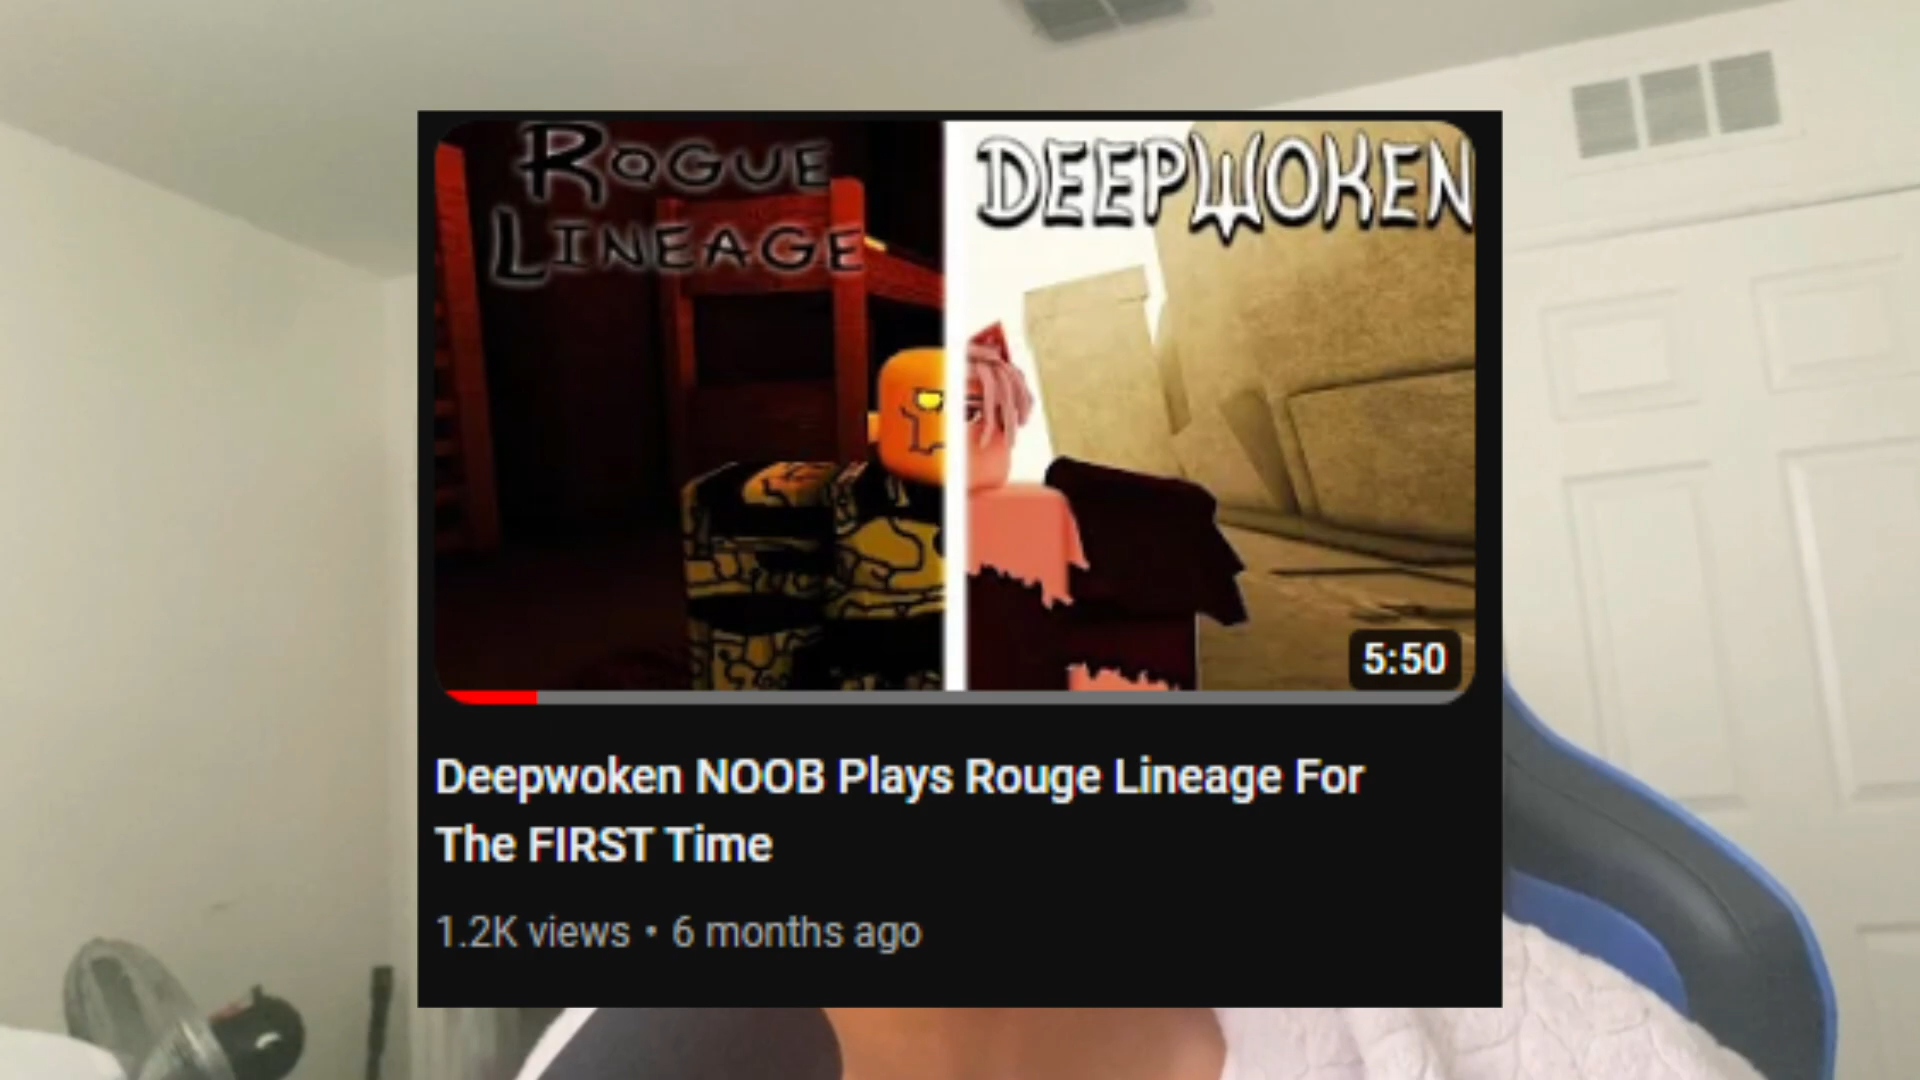 ROGUE
LINEAGE
DEEPWOKEN
5:50
Deepwoken NOOB Plays Rouge Lineage For
The FIRST Time
1.2K views • 6 months ago